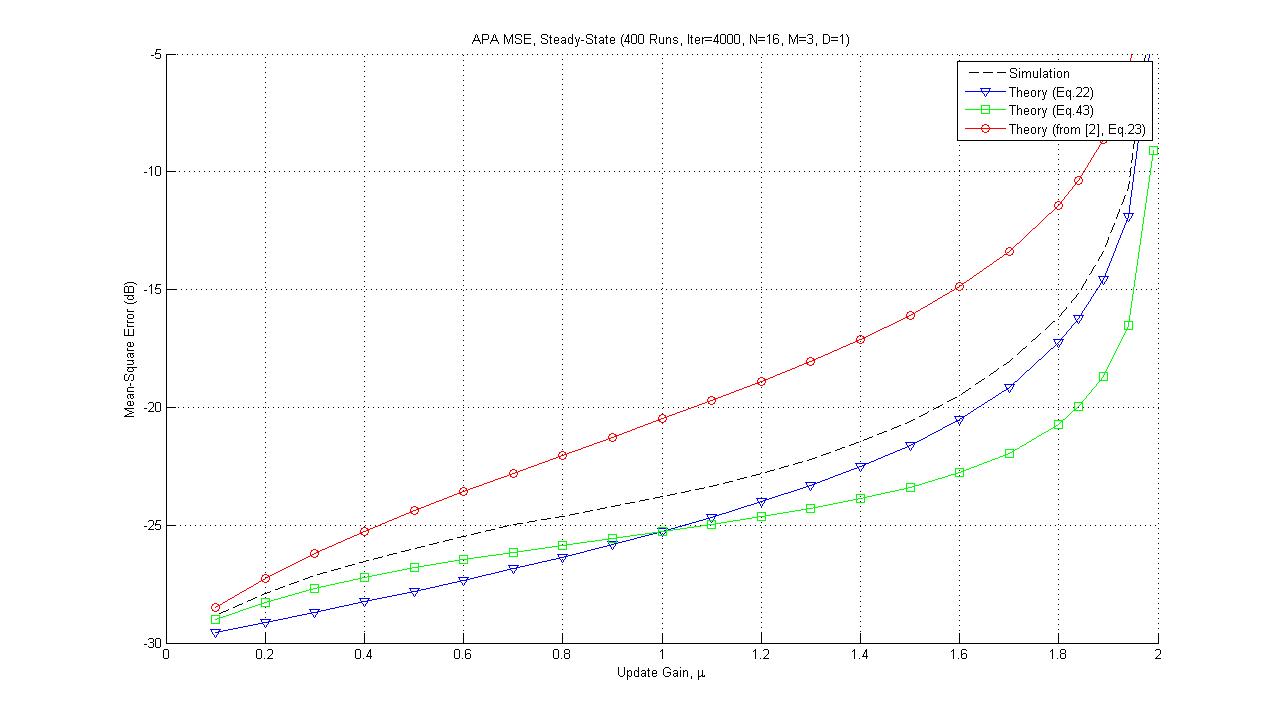 APA MSE, Steady-State (400 Runs, Iter=4000, N=16, M=3, D=1)
Simulation
Theory (Eq.22)
Theory (Eq.43)
Theory (from [2], Eq.23)
Mean-Square Error (dB)
-5
-10
-15
-20
-25
-30
0 0.2 0.4 0.6 0.8 1 1.2 1.4 1.6 1.8 2
Update Gain, μ